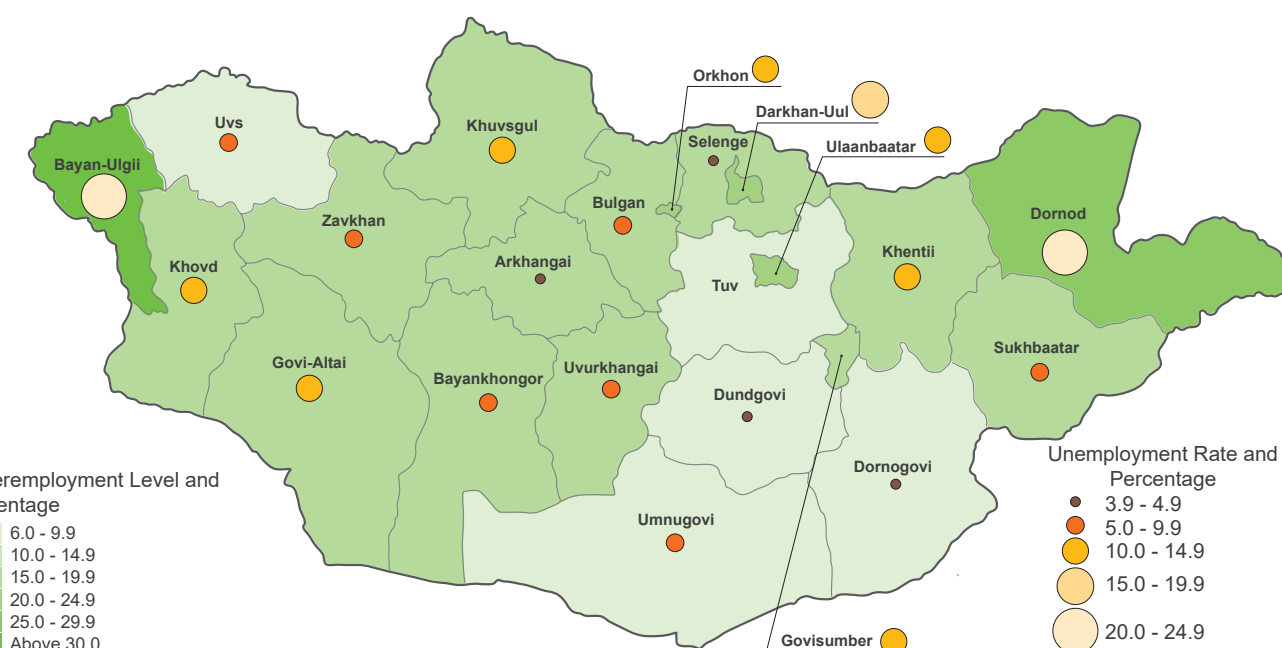 Orkhon
Darkhan-Uul
Uvs
Khuvsgul
Selenge
Ulaanbaatar
Bayan-Ulgii
Bulgan
Zavkhan
Dornod
Khovd
Arkhangai
Khentii
Tuv
Govi-Altai
Bayankhongor
Uvurkhangai
Sukhbaatar
Dundgovi
Dornogovi
Umnugovi
Govisumber
eremployment Level and
entage
6.0 - 9.9
10.0 - 14.9
15.0 - 19.9
20.0 - 24.9
25.0 - 29.9
Above 30.0
Unemployment Rate and
Percentage
3.9 - 4.9
5.0 - 9.9
10.0 - 14.9
15.0 - 19.9
20.0 - 24.9